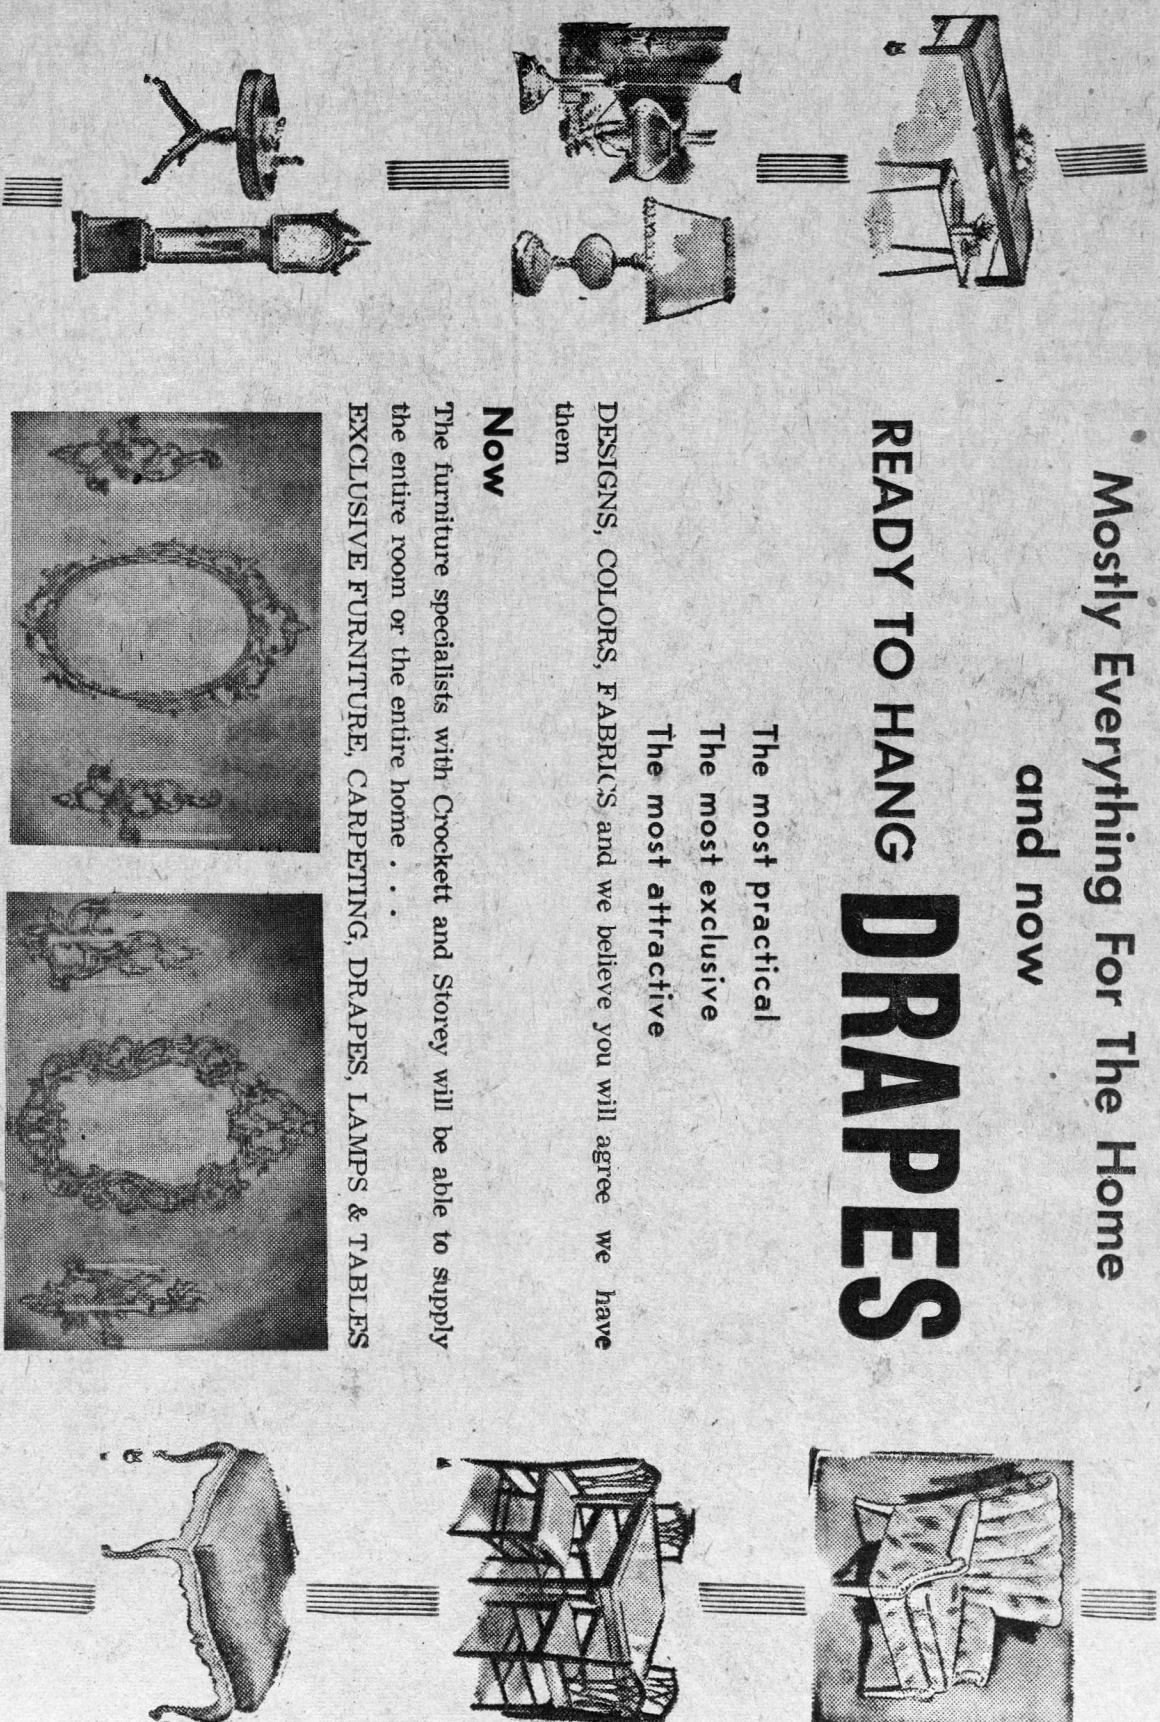 Mostly Everything For The Home
and now
READY TO HANG DRAPES
The most practical
The most exclusive
The most attractive
DESIGNS, COLORS, FABRICS and we believe you will agree we have
them
Now
The furniture specialists with Crockett and Storey will be able to supply
the entire room or the entire home . . .
EXCLUSIVE FURNITURE, CARPETING, DRAPES, LAMPS & TABLES